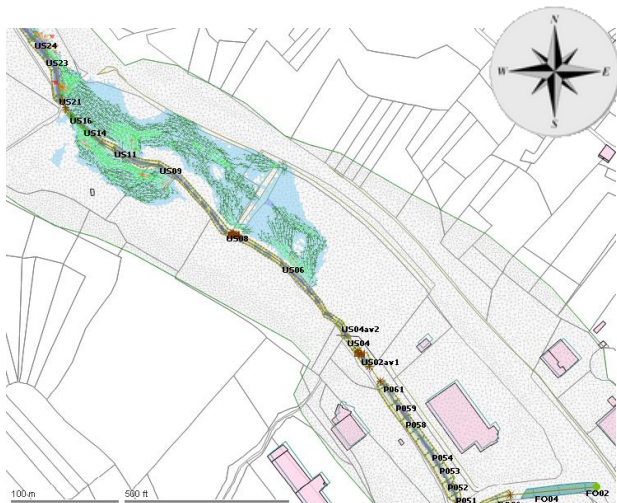 N
W E
S
US24
US23
US21
US16
US14
US11
US09
US08
US06
US04av2
US04
US02av1
P061
P059
P058
P054
P053
P052
P051
FO04
FO02
100 m
500 ft